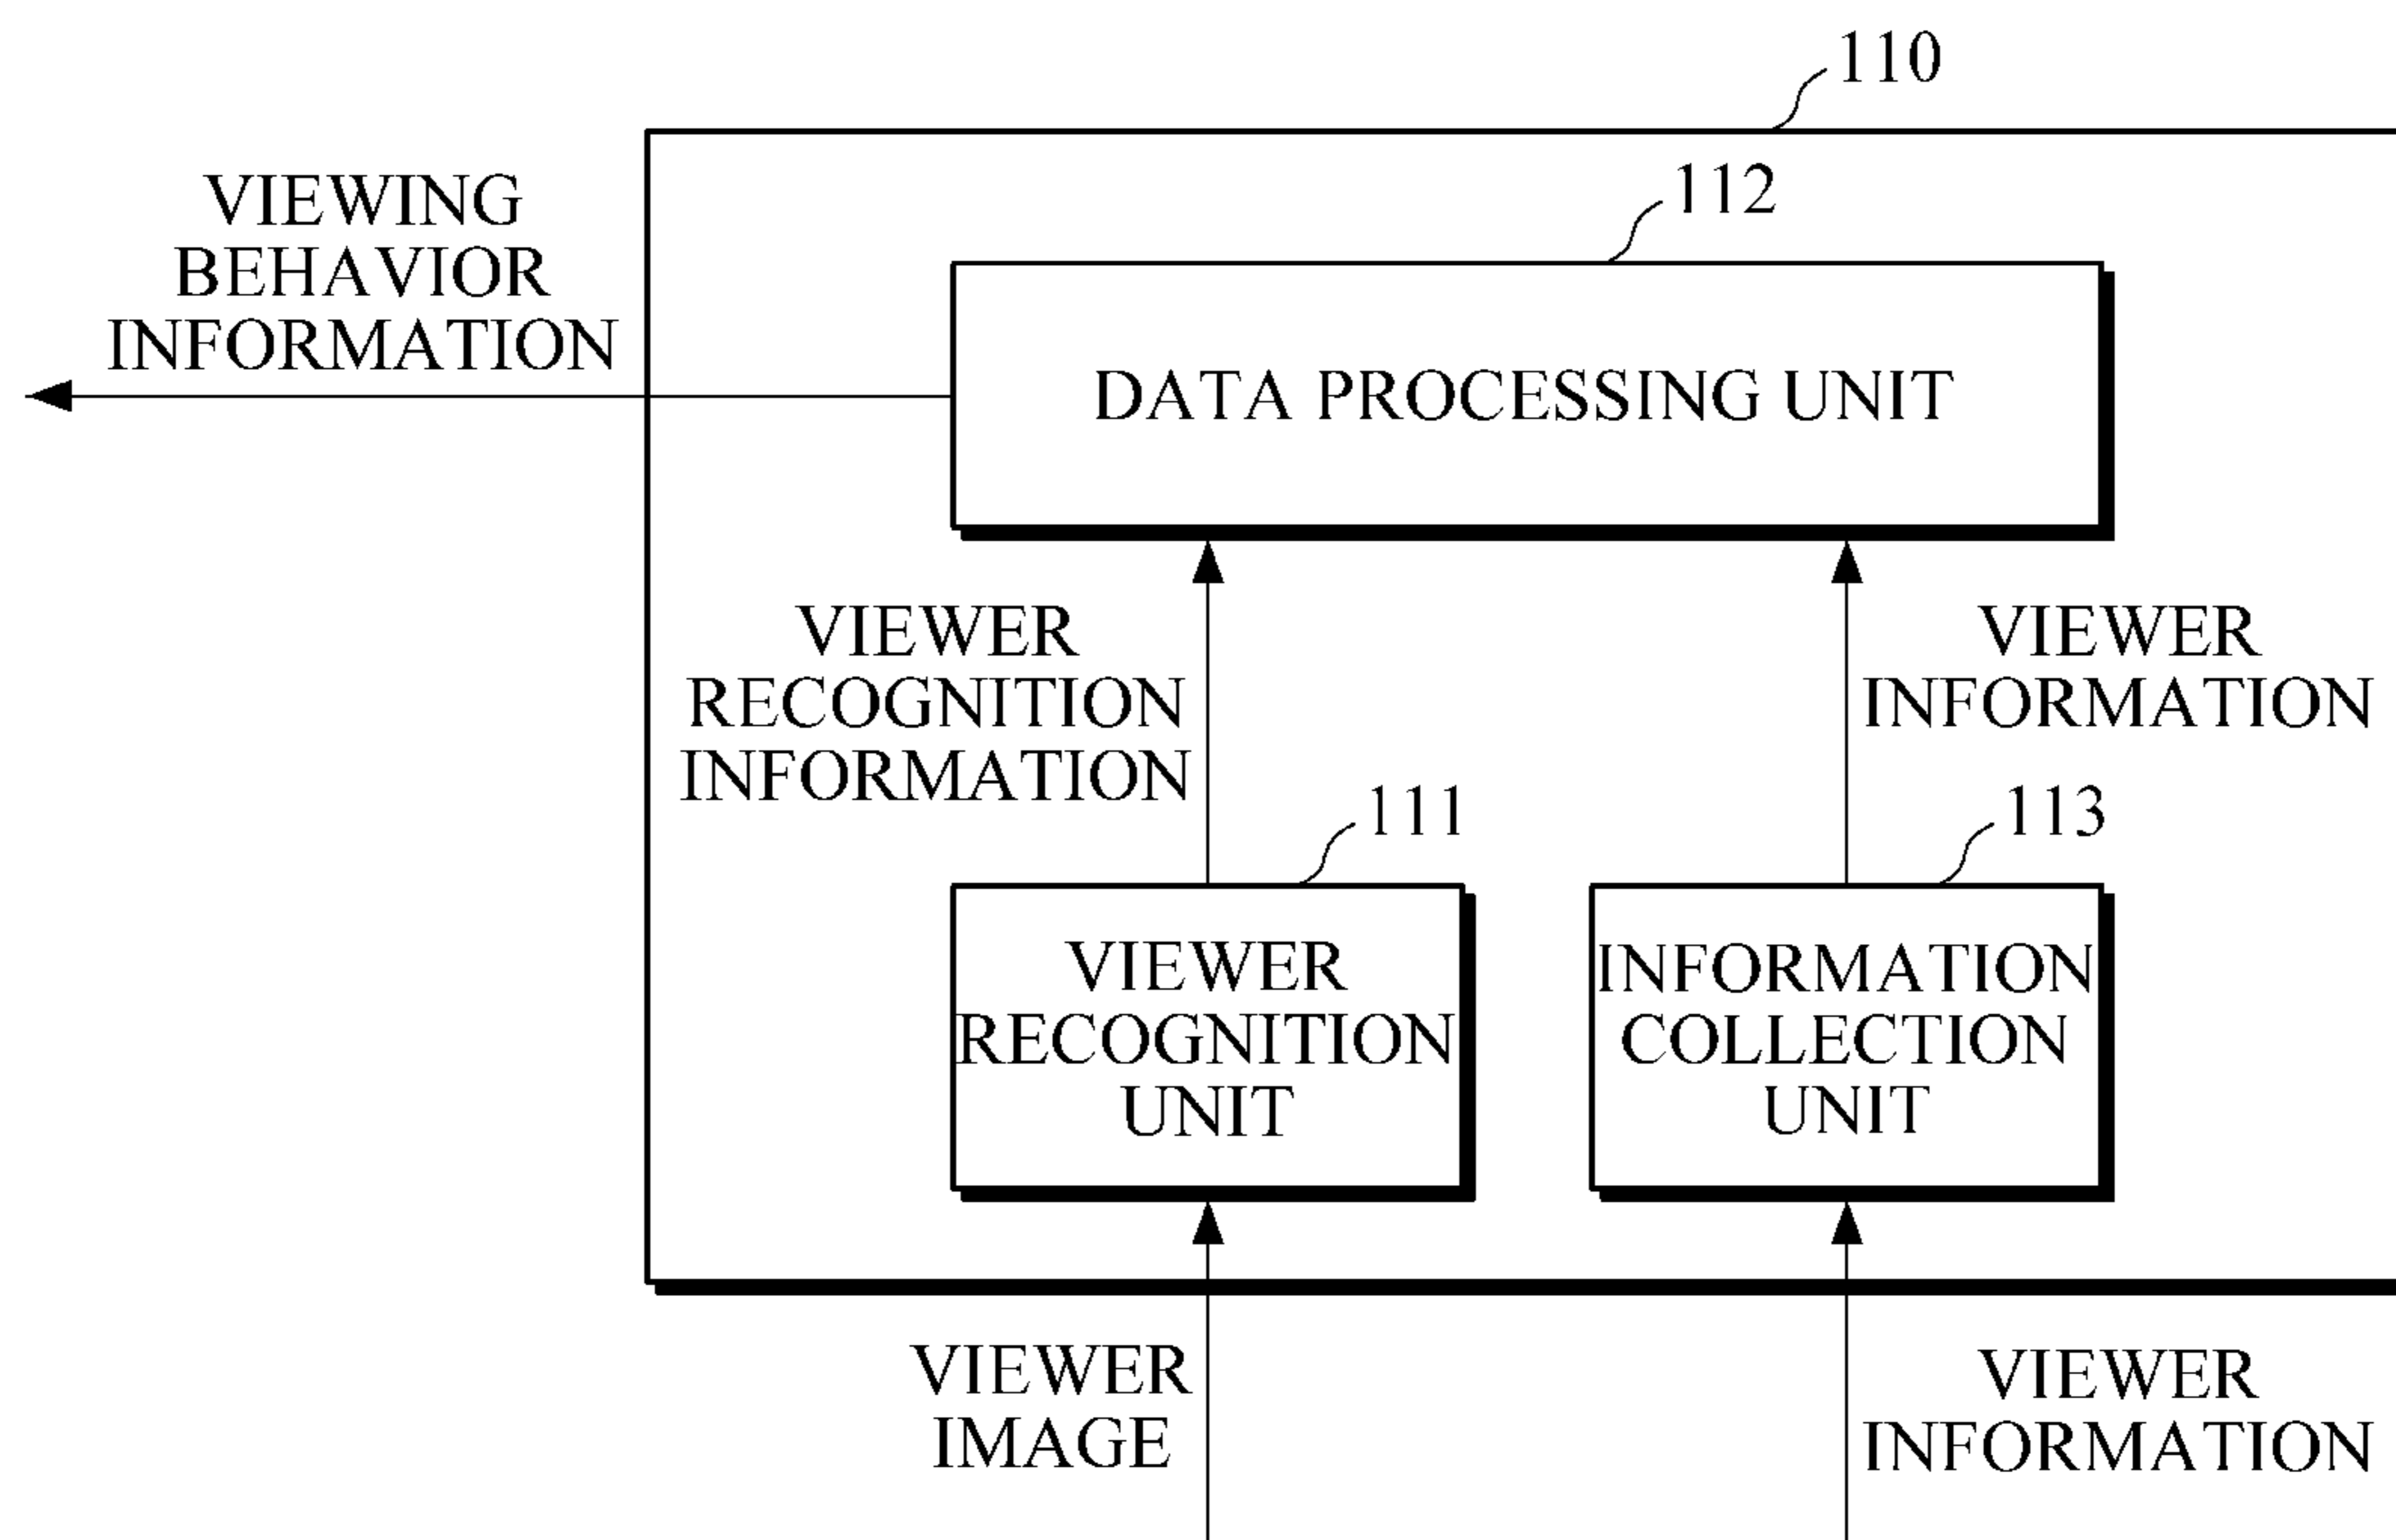 110
112
VIEWING
BEHAVIOR
INFORMATION
DATA PROCESSING UNIT
VIEWER
RECOGNITION
INFORMATION
VIEWER
INFORMATION
111
113
VIEWER
RECOGNITION
UNIT
INFORMATION
COLLECTION
UNIT
VIEWER
IMAGE
VIEWER
INFORMATION